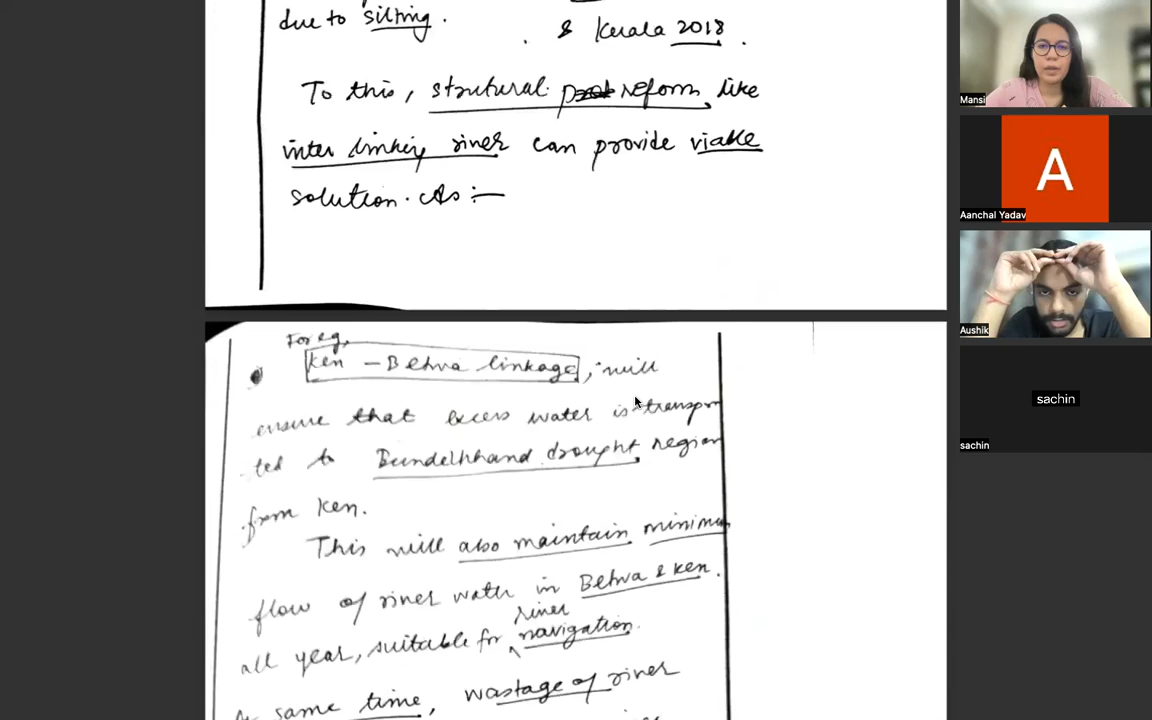 due to silting.
& Kerala 2018.
To this, structural reform, like
inter linking river can provide viable
solution. As :-
For eg,
Ken - Betwa linkage, will
ensure that excess water is transpor
ted to Bundelkhand drought region
from Ken.
This will also maintain minimum
flow of river water in Betwa & Ken.
all year, suitable for river navigation.
same time, wastage of river
Mansi
A
Aanchal Yadav
Aushik
sachin
sachin